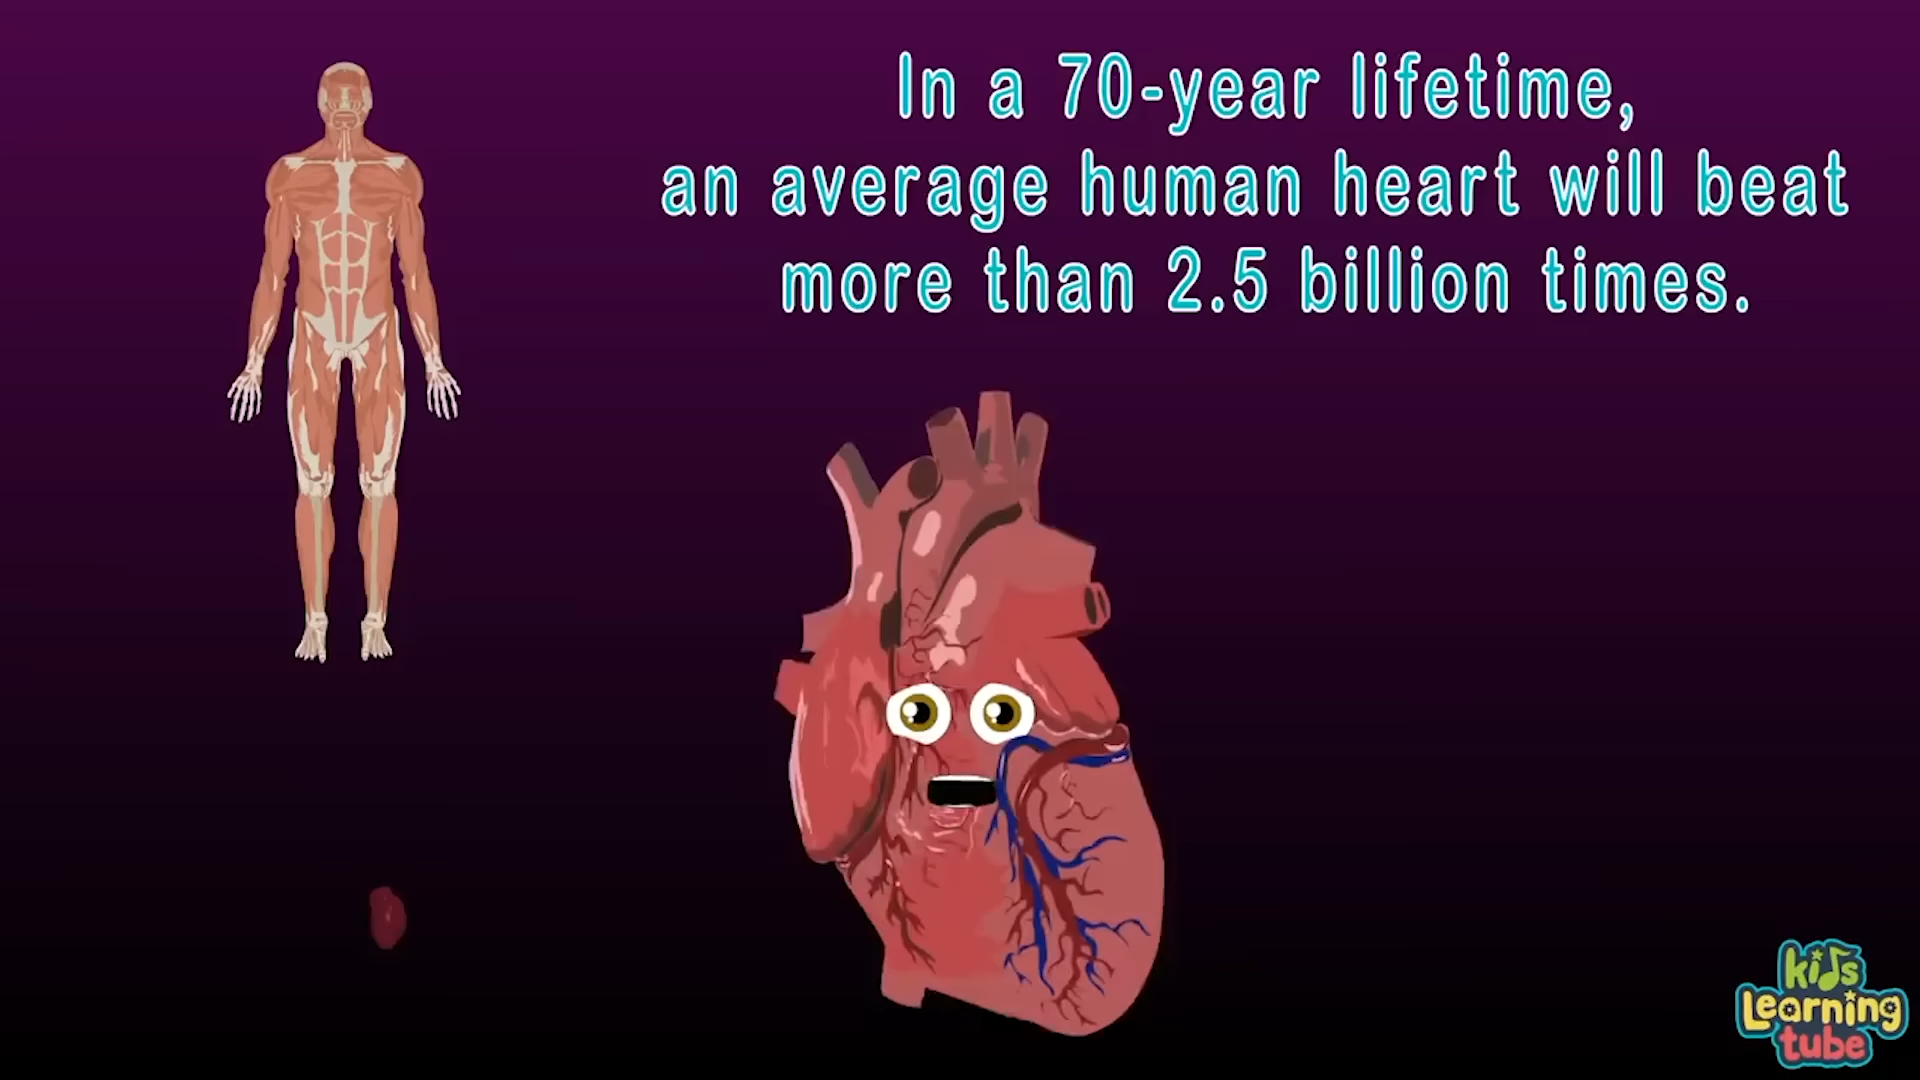 In a 70-year lifetime,
an average human heart will beat
more than 2.5 billion times.
kids
Learning
tube